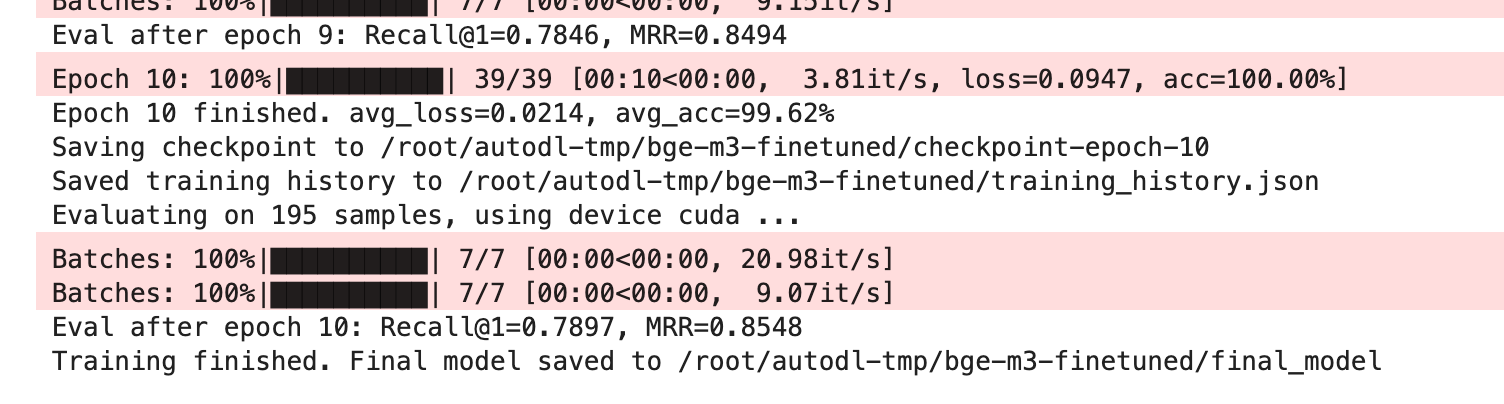 Batches: 100%|██████████| 7/7 [00:00<00:00,  9.15it/s]
Eval after epoch 9: Recall@1=0.7846, MRR=0.8494
Epoch 10: 100%|██████████| 39/39 [00:10<00:00,  3.81it/s, loss=0.0947, acc=100.00%]
Epoch 10 finished. avg_loss=0.0214, avg_acc=99.62%
Saving checkpoint to /root/autodl-tmp/bge-m3-finetuned/checkpoint-epoch-10
Saved training history to /root/autodl-tmp/bge-m3-finetuned/training_history.json
Evaluating on 195 samples, using device cuda ...
Batches: 100%|██████████| 7/7 [00:00<00:00, 20.98it/s]
Batches: 100%|██████████| 7/7 [00:00<00:00,  9.07it/s]
Eval after epoch 10: Recall@1=0.7897, MRR=0.8548
Training finished. Final model saved to /root/autodl-tmp/bge-m3-finetuned/final_model